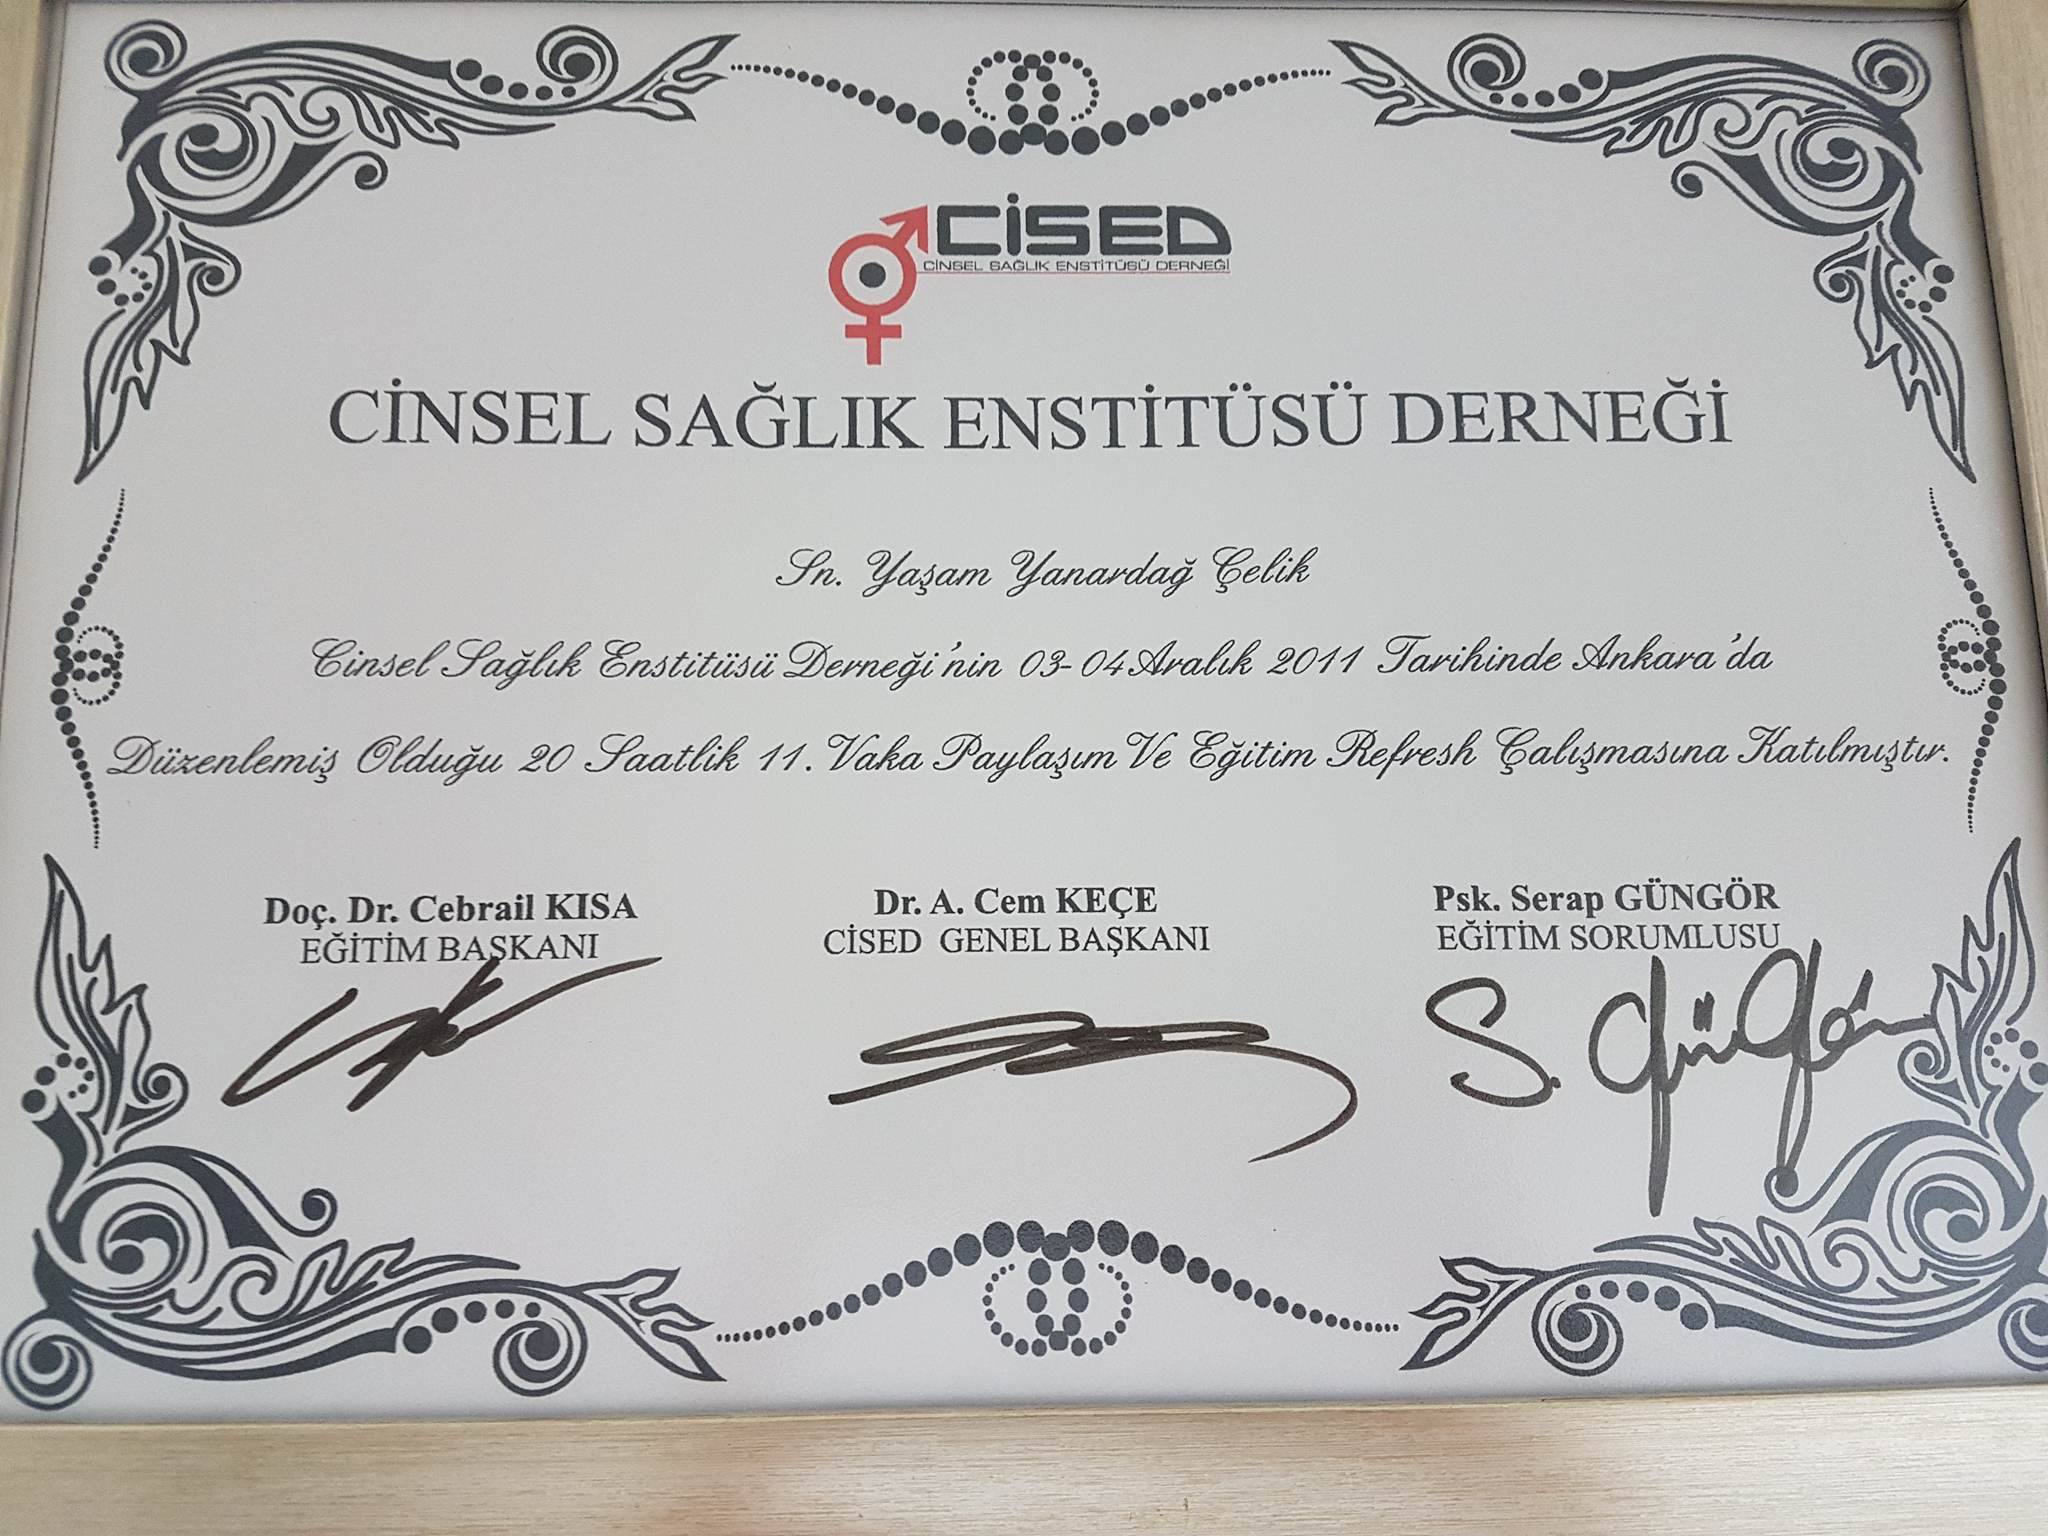 CİSED
CİNSEL SAĞLIK ENSTİTÜSÜ DERNEĞİ
CİNSEL SAĞLIK ENSTİTÜSÜ DERNEĞİ
Sn. Yaşam Yanardağ Çelik
Cinsel Sağlık Enstitüsü Derneği'nin 03-04 Aralık 2011 Tarihinde Ankara'da
Düzenlemiş Olduğu 20 Saatlik 11. Vaka Paylaşım Ve Eğitim Refresh Çalışmasına Katılmıştır.
Doç. Dr. Cebrail KISA
EĞİTİM BAŞKANI
Dr. A. Cem KEÇE
CİSED GENEL BAŞKANI
Psk. Serap GÜNGÖR
EĞİTİM SORUMLUSU
S. Güngör